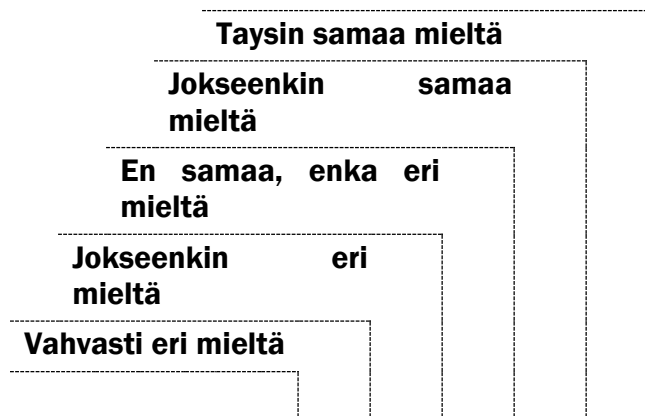 Taysin samaa mieltä
Jokseenkin samaa
mieltä
En samaa, enka eri
mieltä
Jokseenkin eri
mieltä
Vahvasti eri mieltä